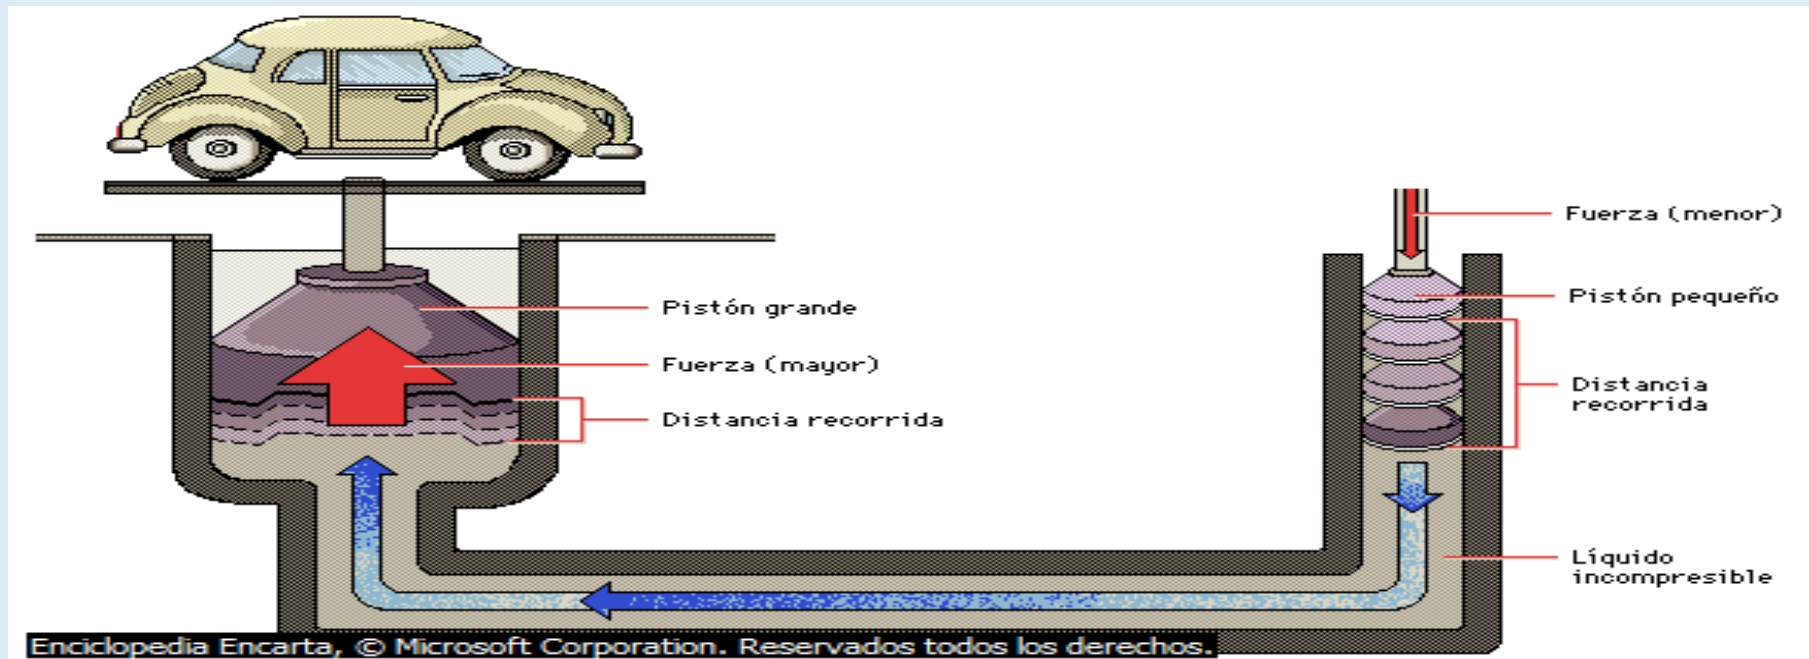 Fuerza (menor)
Pistón pequeño
Pistón grande
Fuerza (mayor)
Distancia
recorrida
Distancia recorrida
Líquido
incompresible
Enciclopedia Encarta, © Microsoft Corporation. Reservados todos los derechos.